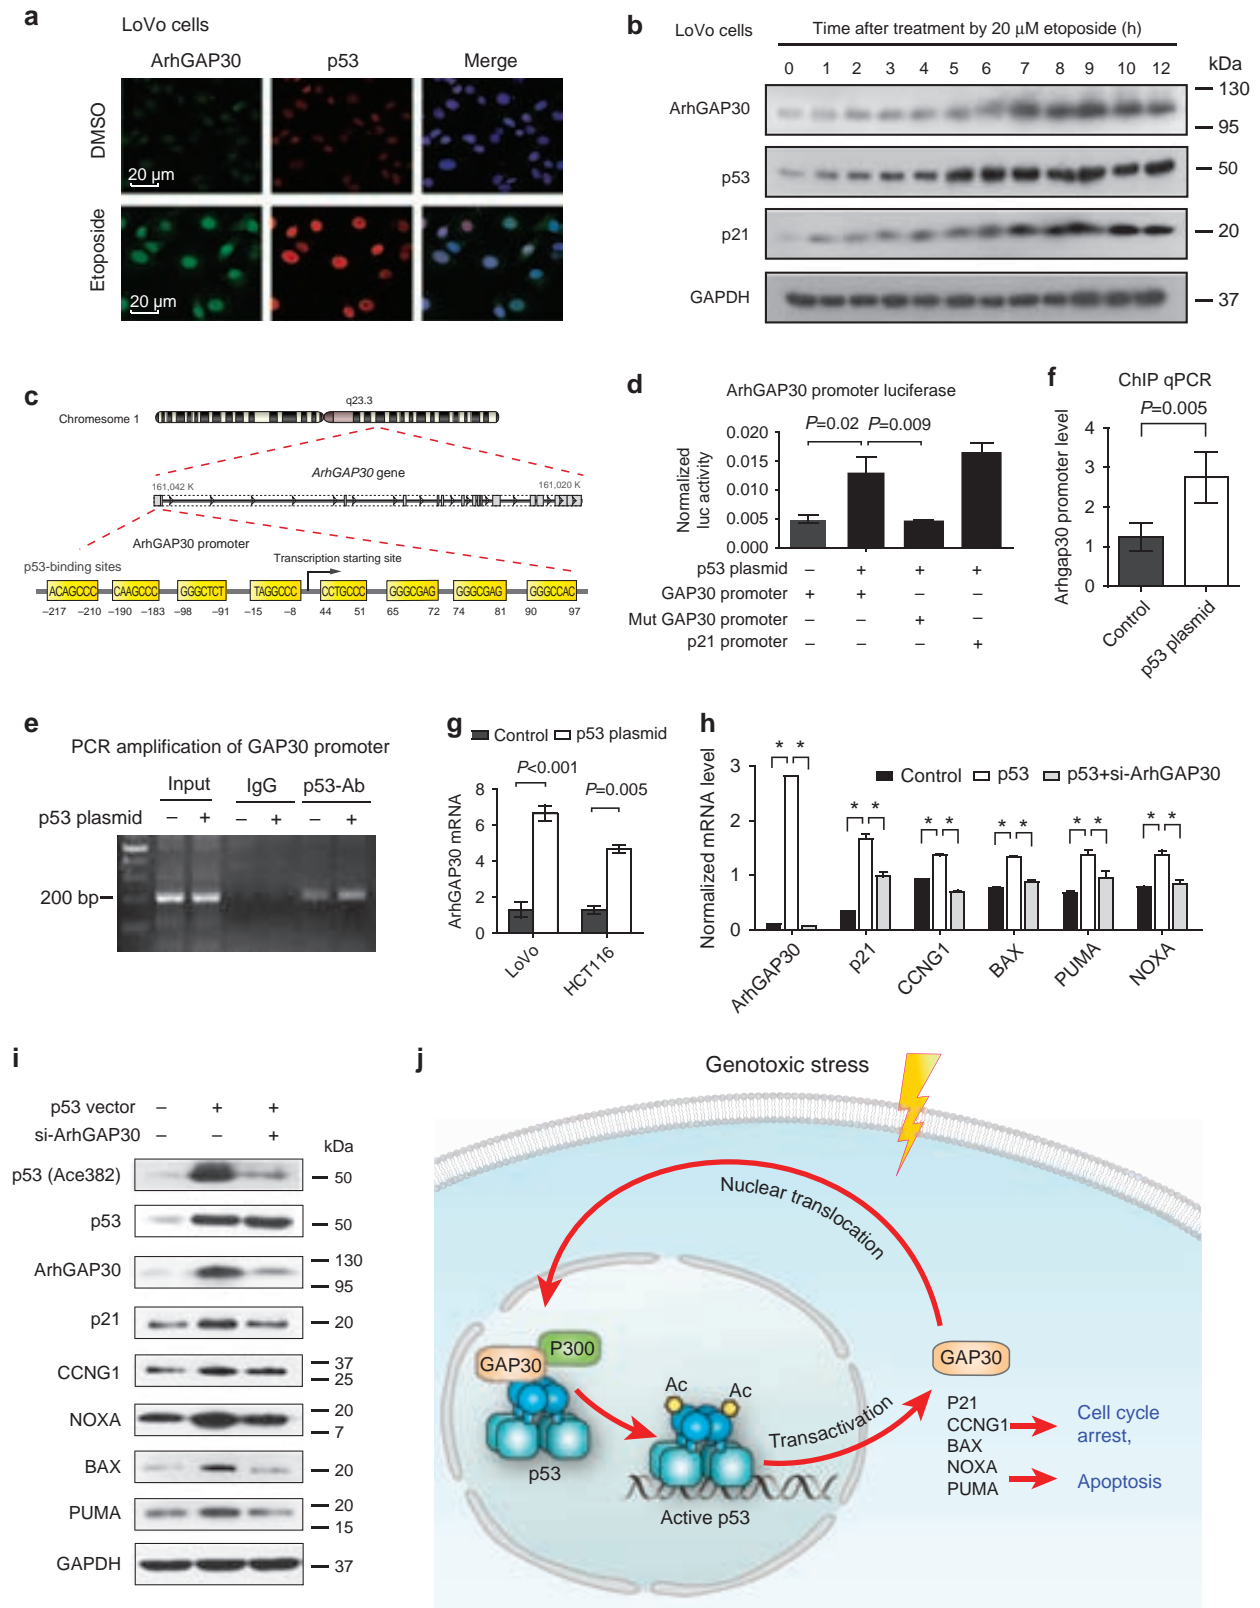 a
LoVo cells
ArhGAP30 p53 Merge
DMSO
20 μm
Etoposide
20 μm
b
LoVo cells
Time after treatment by 20 μM etoposide (h)
0 1 2 3 4 5 6 7 8 9 10 12 kDa
ArhGAP30 130
95
p53 50
p21 20
GAPDH 37
c
q23.3
Chromesome 1
ArhGAP30 gene
161,042 K 161,020 K
ArhGAP30 promoter
p53-binding sites Transcription starting site
ACAGCCC CAAGCCC GGGCTCT TAGGCCC CCTGCCC GGGCGAG GGGCGAG GGGCCAC
–217 –210 –190 –183 –98 –91 –15 –8 44 51 65 72 74 81 90 97
d
ArhGAP30 promoter luciferase
P=0.02 P=0.009
Normalized
luc activity
0.020
0.015
0.010
0.005
0.000
p53 plasmid – + + +
GAP30 promoter + + – –
Mut GAP30 promoter – – + –
p21 promoter – – – +
f
ChIP qPCR
P=0.005
Arhgap30 promoter level
4
3
2
1
0
Control
p53 plasmid
e
PCR amplification of GAP30 promoter
Input IgG p53-Ab
p53 plasmid – + – + – +
200 bp
g
Control p53 plasmid
P<0.001
P=0.005
ArhGAP30 mRNA
8
6
4
2
0
LoVo
HCT116
h
Normalized mRNA level
Control p53 p53+si-ArhGAP30
3
2
1
0
* *
* *
* *
* *
* *
* *
ArhGAP30
p21
CCNG1
BAX
PUMA
NOXA
i
p53 vector – + +
si-ArhGAP30 – – +
kDa
p53 (Ace382) 50
p53 50
ArhGAP30 130
95
p21 20
CCNG1 37
25
NOXA 20
7
BAX 20
PUMA 20
15
GAPDH 37
j
Genotoxic stress
Nuclear translocation
GAP30 P300
p53
Ac Ac
Active p53
Transactivation
GAP30
P21
CCNG1
BAX
NOXA
PUMA
Cell cycle
arrest,
Apoptosis